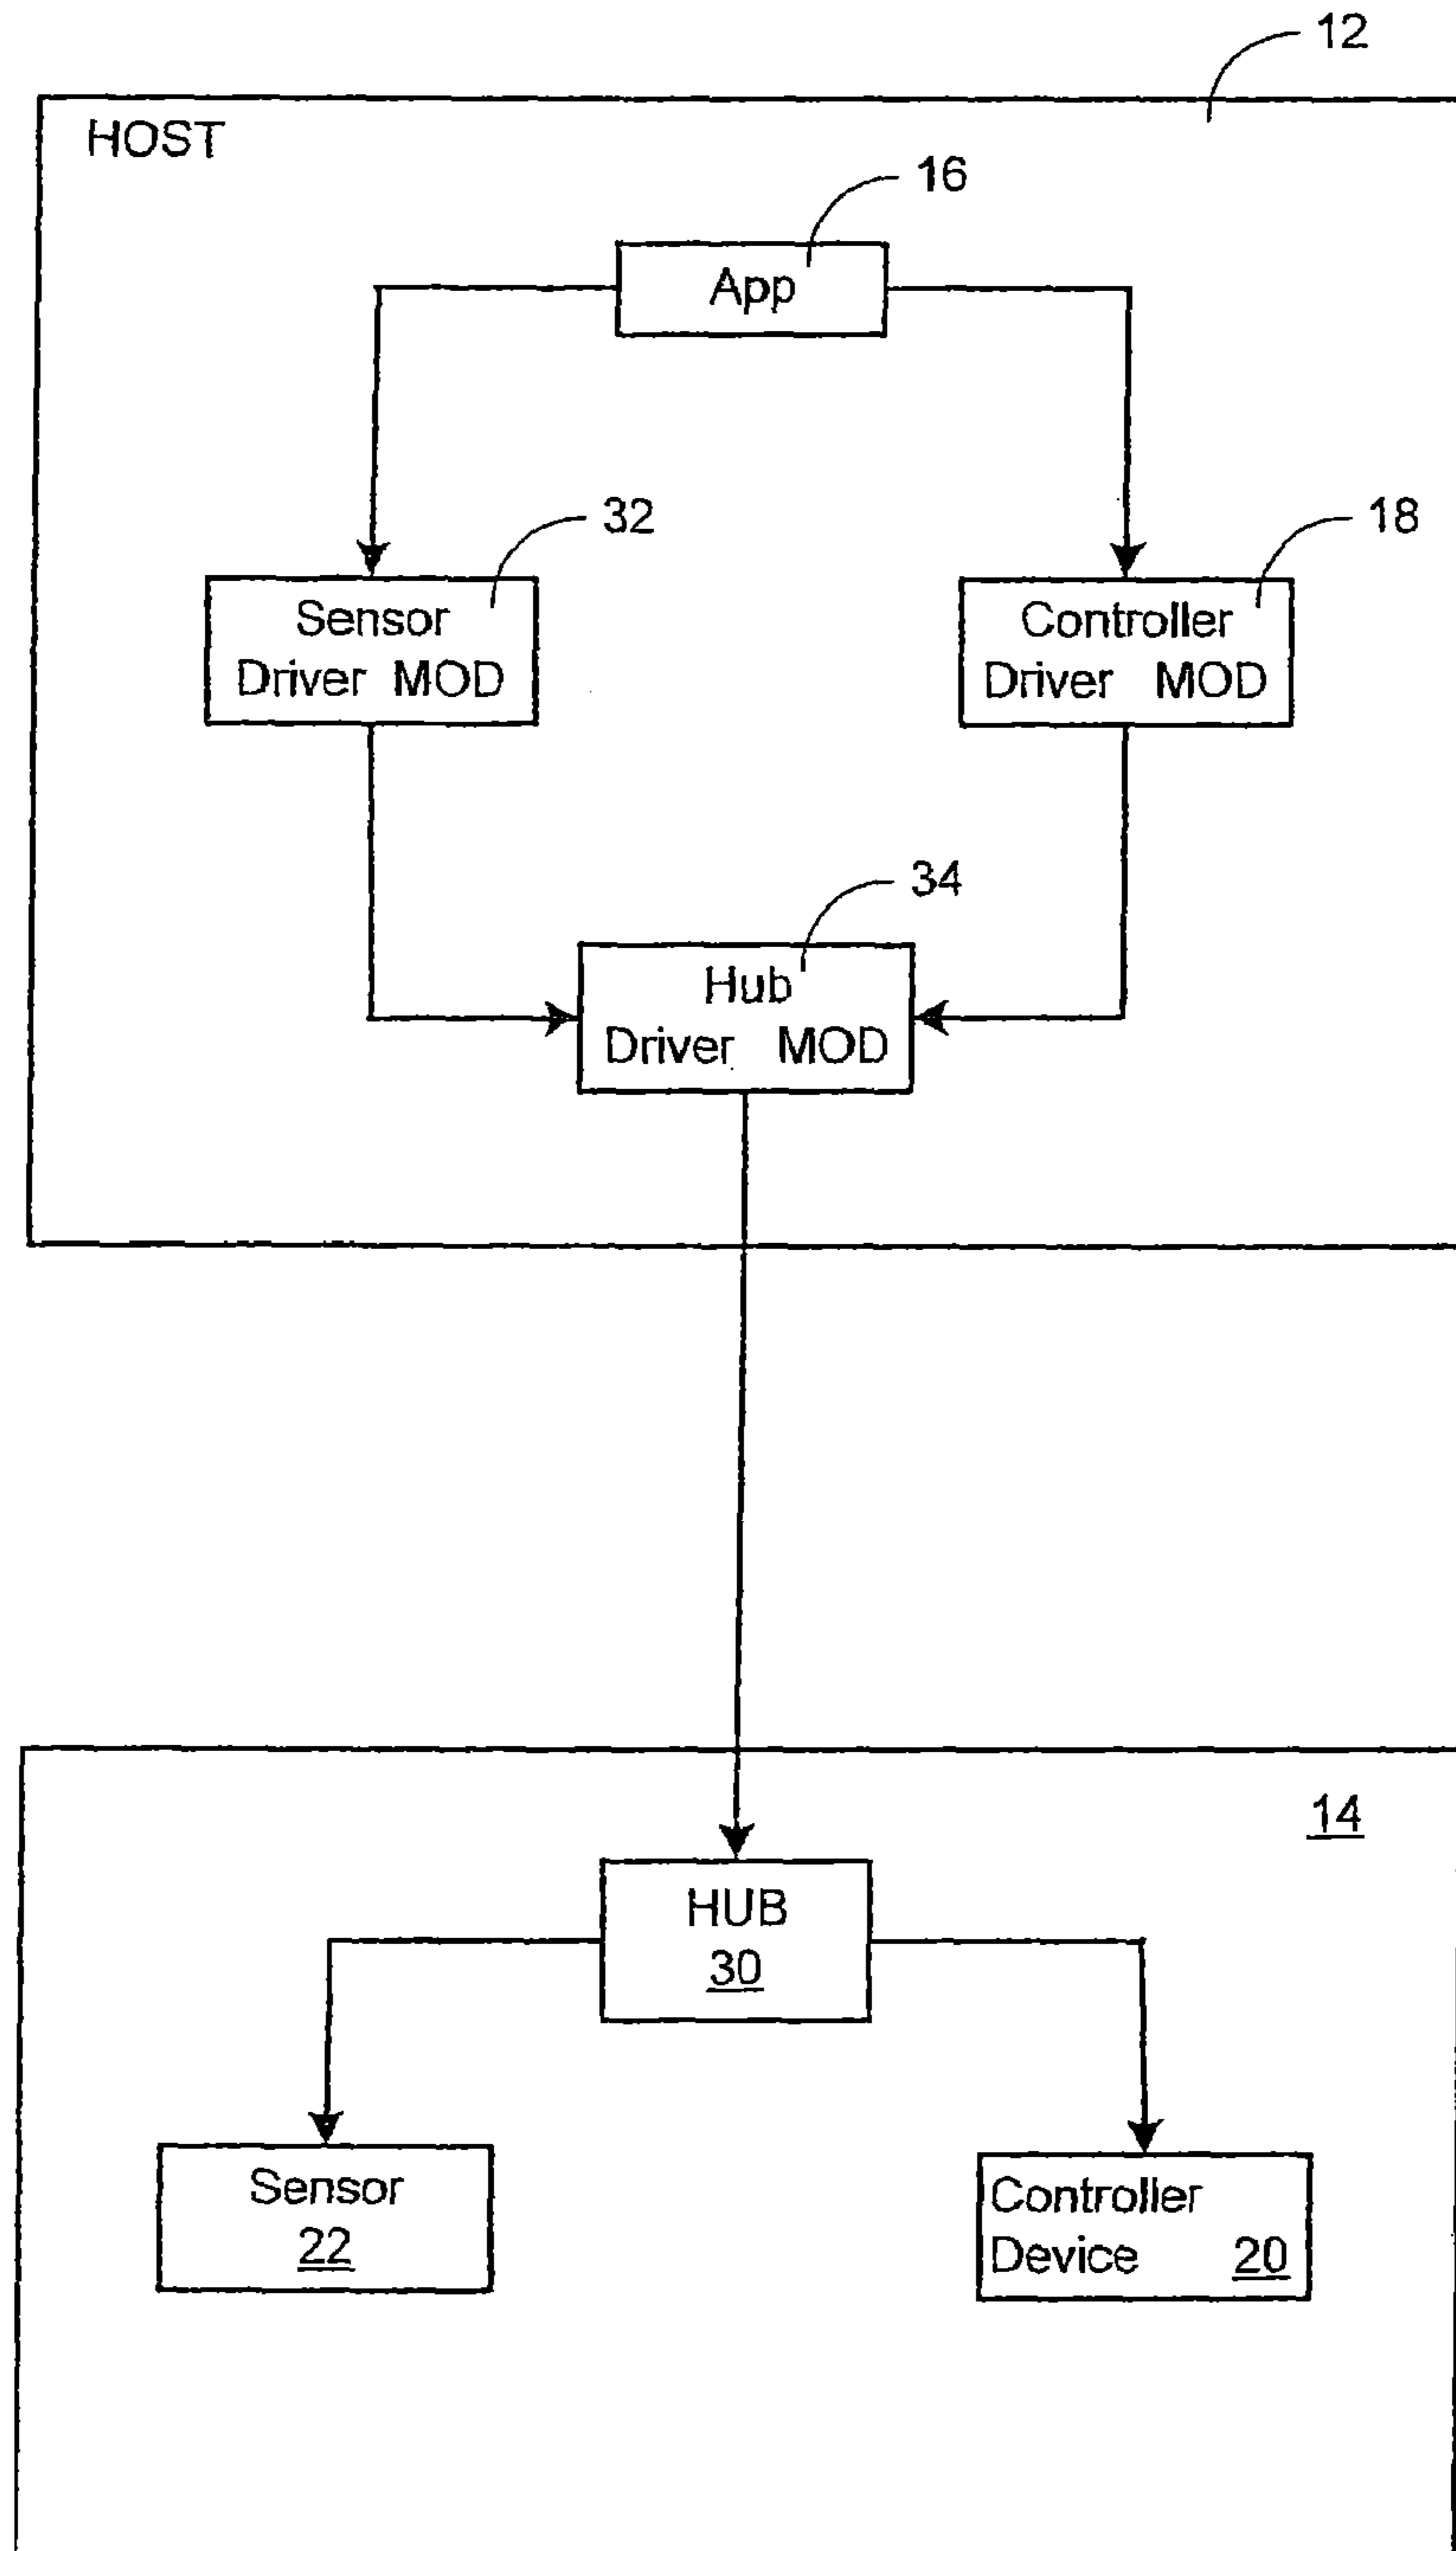 12
HOST
16
App
32
18
Sensor
Driver MOD
Controller
Driver MOD
34
Hub
Driver MOD
14
HUB
30
Sensor
22
Controller
Device 20